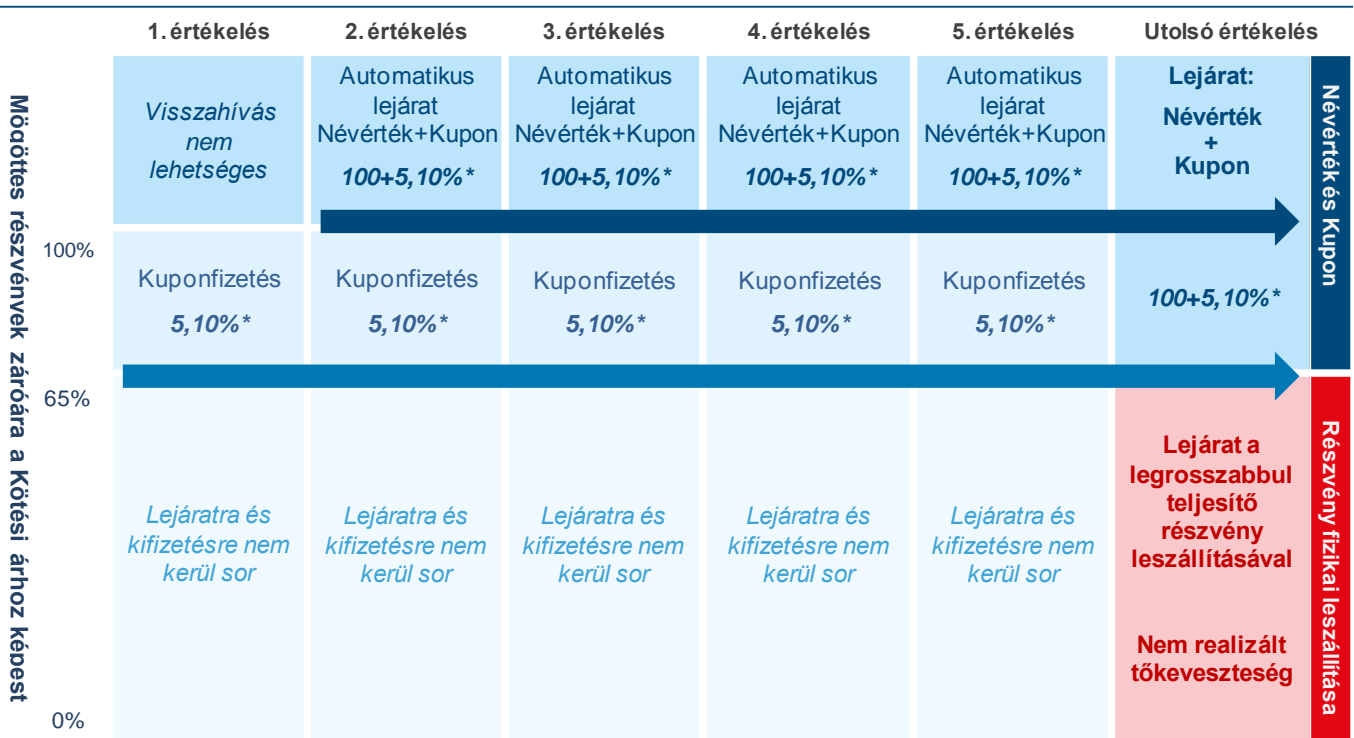 1. értékelés
2. értékelés
3. értékelés
4. értékelés
5. értékelés
Utolsó értékelés
Mögöttes részvények záróára a Kötési árhoz képest
100%
65%
0%
Visszahívás
nem
lehetséges
Automatikus
lejárat
Névérték+Kupon
100+5,10%*
Automatikus
lejárat
Névérték+Kupon
100+5,10%*
Automatikus
lejárat
Névérték+Kupon
100+5,10%*
Automatikus
lejárat
Névérték+Kupon
100+5,10%*
Lejárat:
Névérték
+
Kupon
Kuponfizetés
5,10%*
Kuponfizetés
5,10%*
Kuponfizetés
5,10%*
Kuponfizetés
5,10%*
Kuponfizetés
5,10%*
100+5,10%*
Névérték és Kupon
Lejáratra és
kifizetésre nem
kerül sor
Lejáratra és
kifizetésre nem
kerül sor
Lejáratra és
kifizetésre nem
kerül sor
Lejáratra és
kifizetésre nem
kerül sor
Lejáratra és
kifizetésre nem
kerül sor
Lejárat a
legrosszabbul
teljesítő
részvény
leszállításával
Nem realizált
tőkeveszteség
Részvény fizikai leszállítása